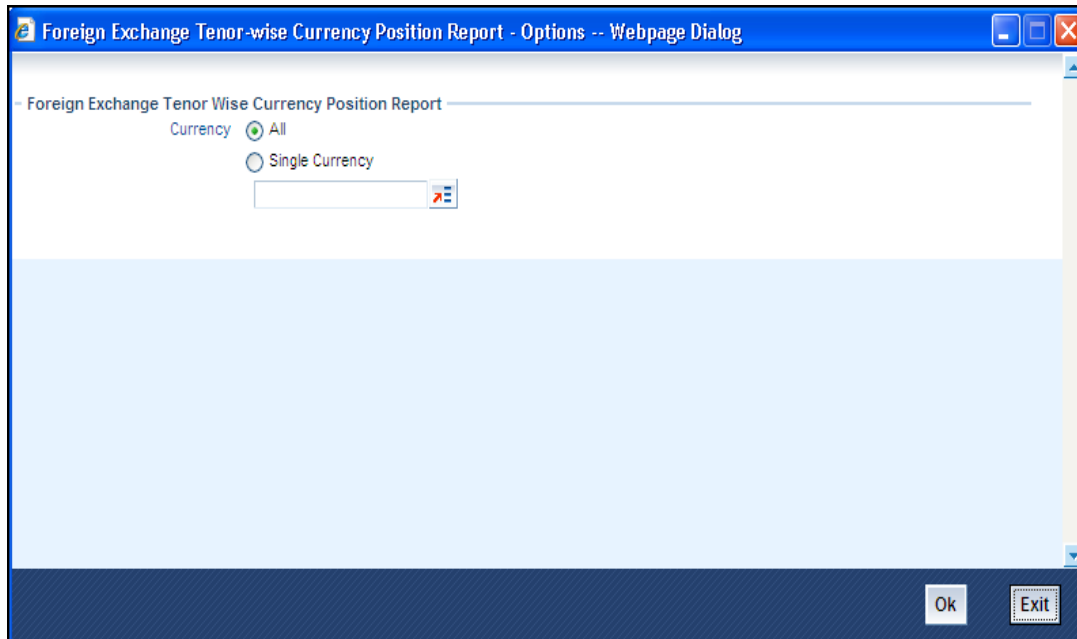 Foreign Exchange Tenor-wise Currency Position Report - Options -- Webpage Dialog
Foreign Exchange Tenor Wise Currency Position Report
Currency All
Single Currency
Ok Exit